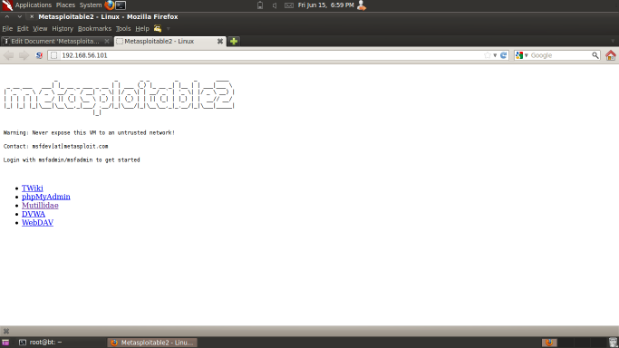 Applications Places System
Fri Jun 15, 6:59 PM
Metasploitable2 - Linux - Mozilla Firefox
File Edit View History Bookmarks Tools Help
Edit Document 'Metasploita...
Metasploitable2 - Linux
192.168.56.101
Google
metasploitable2
Warning: Never expose this VM to an untrusted network!
Contact: msfdev[at]metasploit.com
Login with msfadmin/msfadmin to get started
TWiki
phpMyAdmin
Mutillidae
DVWA
WebDAV
root@bt: ~
Metasploitable2 - Linu...